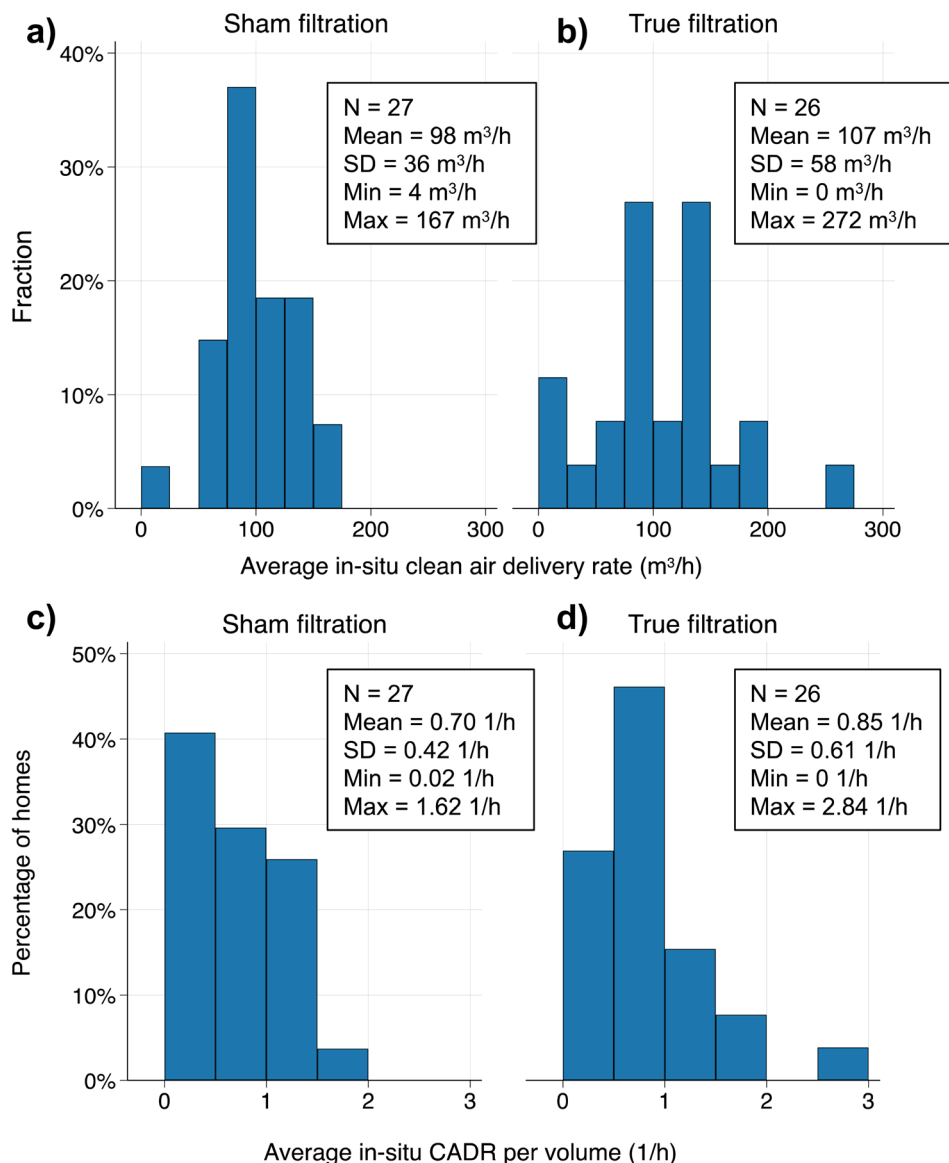 a)
Sham filtration
b)
True filtration
40%
30%
20%
10%
0%
Fraction
N = 27
Mean = 98 m³/h
SD = 36 m³/h
Min = 4 m³/h
Max = 167 m³/h
N = 26
Mean = 107 m³/h
SD = 58 m³/h
Min = 0 m³/h
Max = 272 m³/h
0 100 200 300
0 100 200 300
Average in-situ clean air delivery rate (m³/h)
c)
Sham filtration
d)
True filtration
50%
40%
30%
20%
10%
0%
Percentage of homes
N = 27
Mean = 0.70 1/h
SD = 0.42 1/h
Min = 0.02 1/h
Max = 1.62 1/h
N = 26
Mean = 0.85 1/h
SD = 0.61 1/h
Min = 0 1/h
Max = 2.84 1/h
0 1 2 3
0 1 2 3
Average in-situ CADR per volume (1/h)